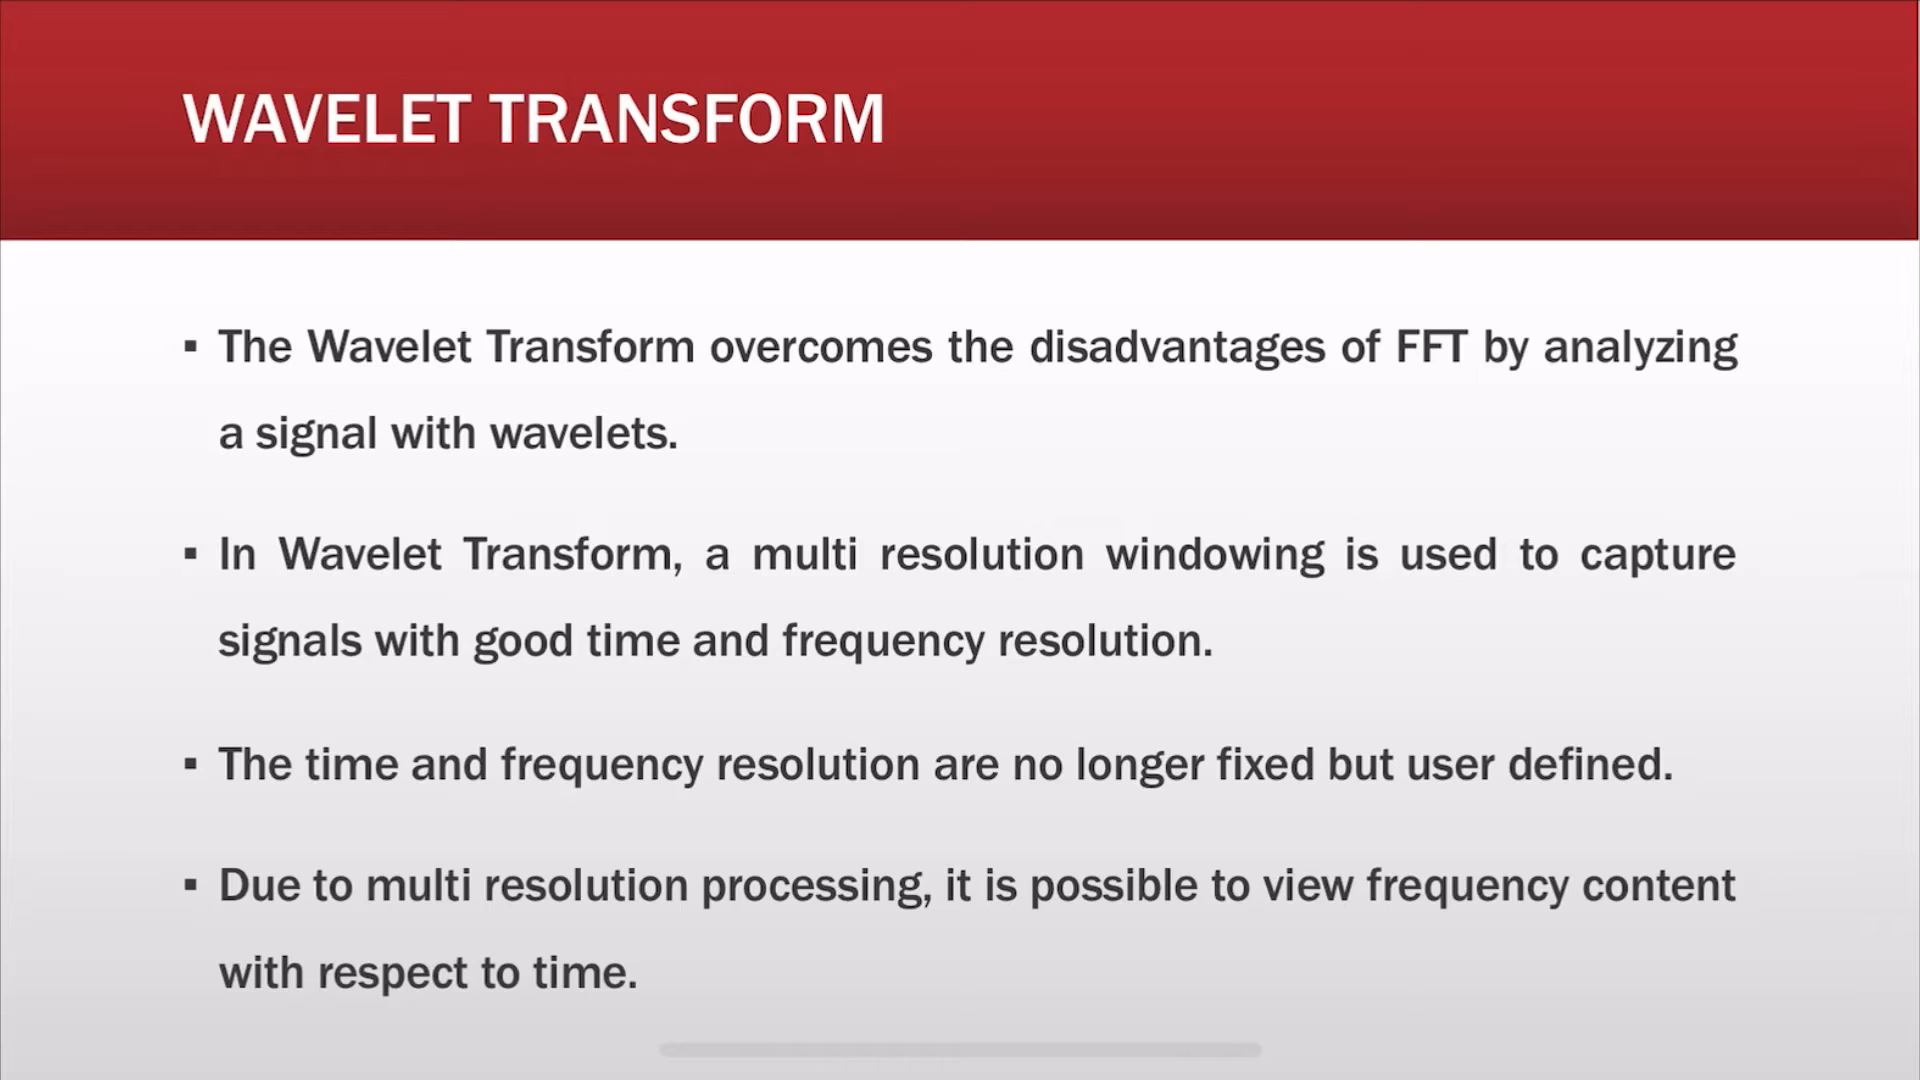 WAVELET TRANSFORM
▪ The Wavelet Transform overcomes the disadvantages of FFT by analyzing
a signal with wavelets.
▪ In Wavelet Transform, a multi resolution windowing is used to capture
signals with good time and frequency resolution.
▪ The time and frequency resolution are no longer fixed but user defined.
▪ Due to multi resolution processing, it is possible to view frequency content
with respect to time.